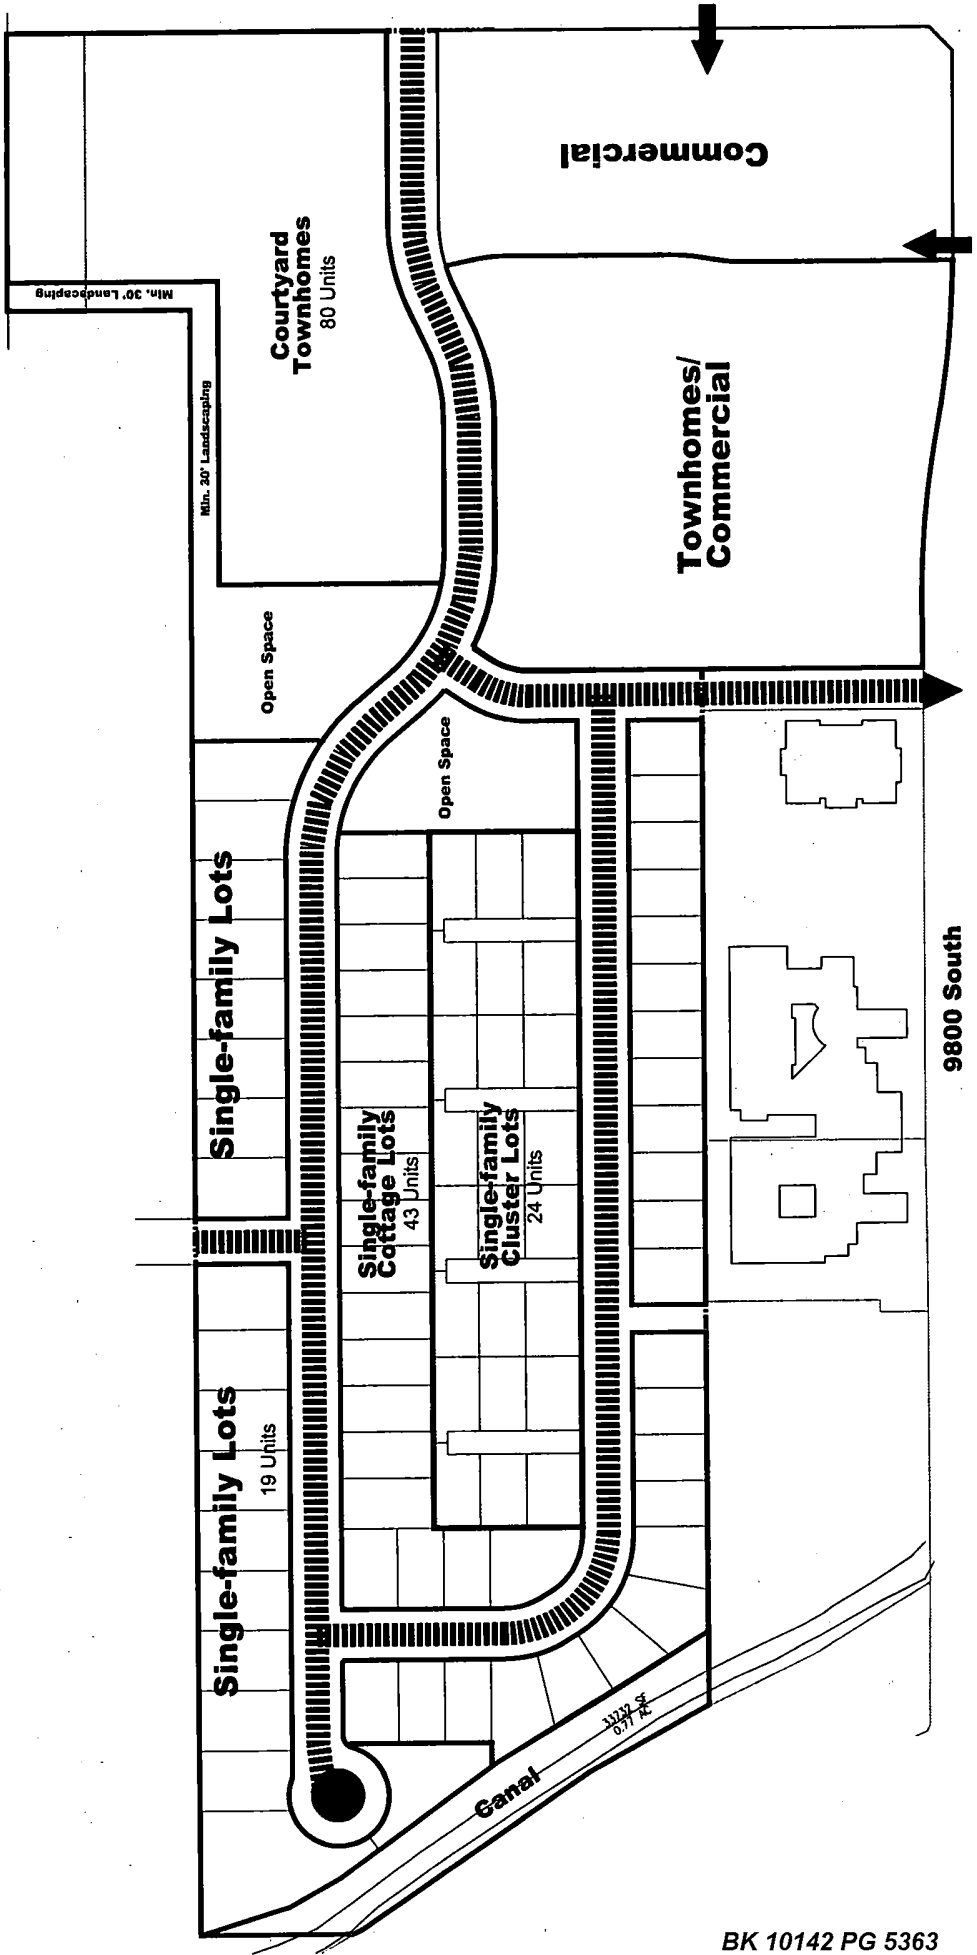 Commercial
Min. 30' Landscaping
Courtyard
Townhomes
80 Units
Min. 30' Landscaping
Townhomes/
Commercial
Open Space
Open Space
Single-family Lots
9800 South
Single-family
Cottage Lots
43 Units
Single-family
Cluster Lots
24 Units
Single-family Lots
19 Units
33732 SF
0.77 AC
Canal
BK 10142 PG 5363